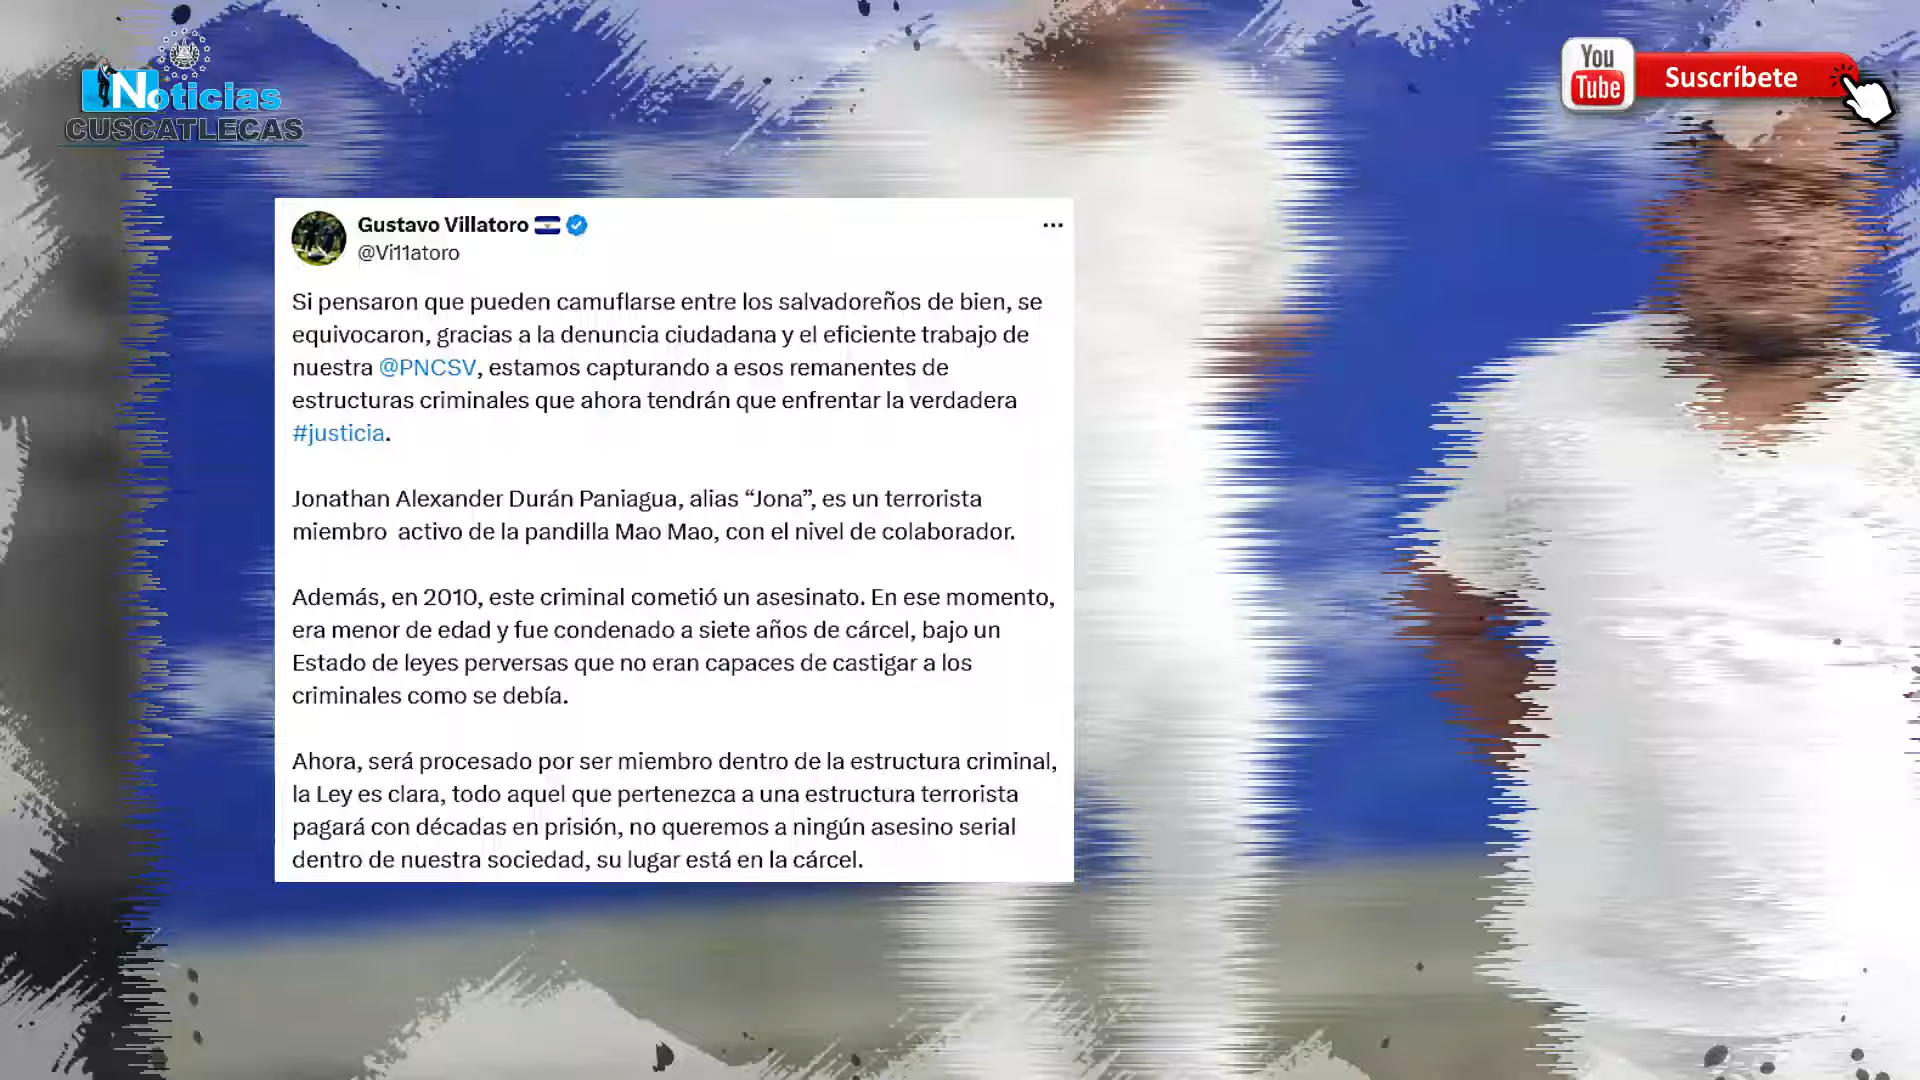 Noticias
CUSCATLECAS
You
Tube
Suscríbete
Gustavo Villatoro
@Vi11atoro
Si pensaron que pueden camuflarse entre los salvadoreños de bien, se
equivocaron, gracias a la denuncia ciudadana y el eficiente trabajo de
nuestra @PNCSV, estamos capturando a esos remanentes de
estructuras criminales que ahora tendrán que enfrentar la verdadera
#justicia.
Jonathan Alexander Durán Paniagua, alias “Jona”, es un terrorista
miembro  activo de la pandilla Mao Mao, con el nivel de colaborador.
Además, en 2010, este criminal cometió un asesinato. En ese momento,
era menor de edad y fue condenado a siete años de cárcel, bajo un
Estado de leyes perversas que no eran capaces de castigar a los
criminales como se debía.
Ahora, será procesado por ser miembro dentro de la estructura criminal,
la Ley es clara, todo aquel que pertenezca a una estructura terrorista
pagará con décadas en prisión, no queremos a ningún asesino serial
dentro de nuestra sociedad, su lugar está en la cárcel.